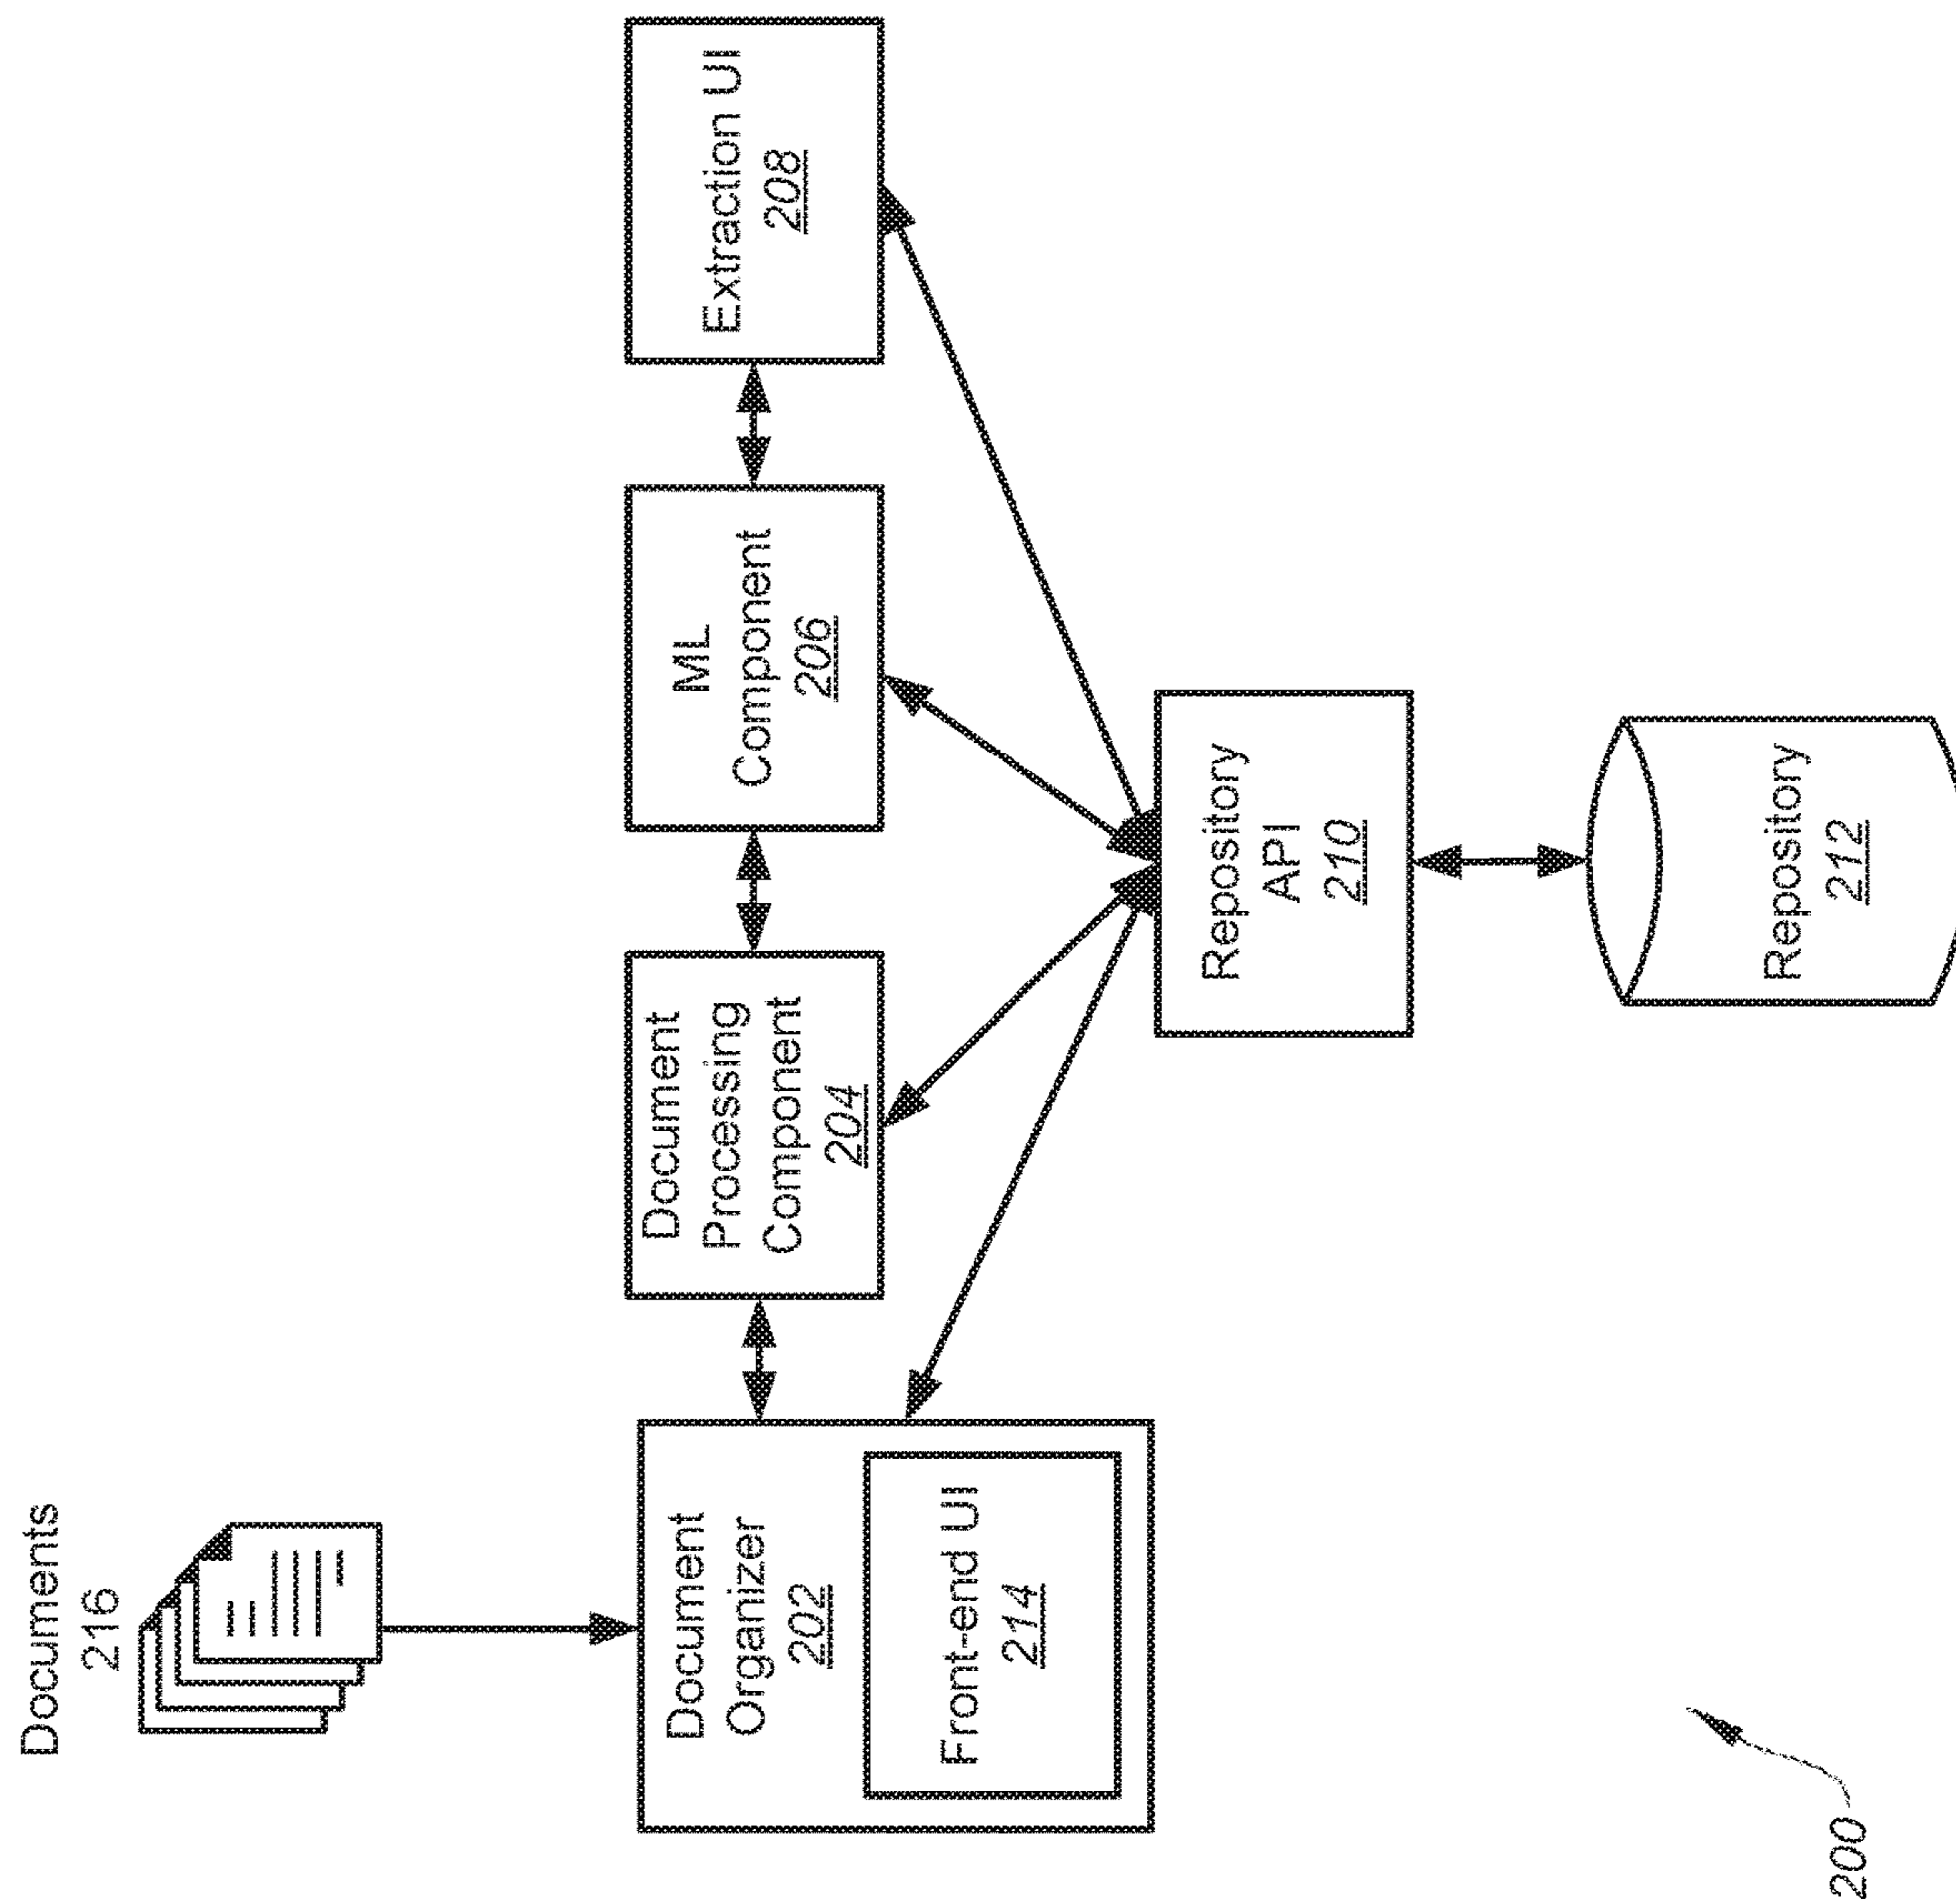 Documents
216
Document
Organizer
202
Front-end UI
214
Document
Processing
Component
204
ML
Component
206
Extraction UI
208
Repository
API
210
Repository
212
200